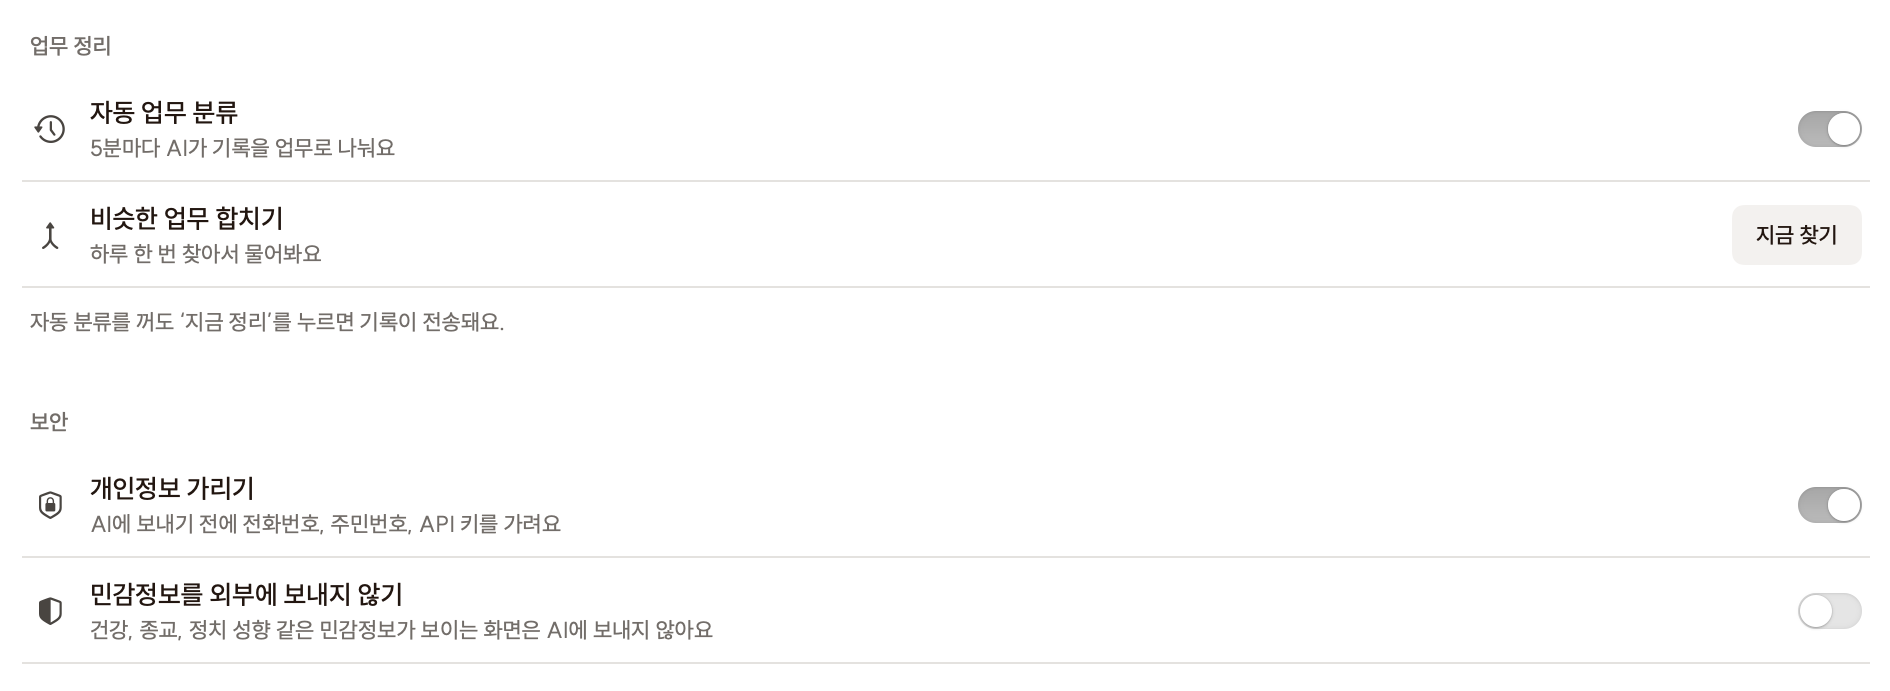 업무 정리
자동 업무 분류
5분마다 AI가 기록을 업무로 나눠요
비슷한 업무 합치기
하루 한 번 찾아서 물어봐요
지금 찾기
자동 분류를 꺼도 ‘지금 정리’를 누르면 기록이 전송돼요.
보안
개인정보 가리기
AI에 보내기 전에 전화번호, 주민번호, API 키를 가려요
민감정보를 외부에 보내지 않기
건강, 종교, 정치 성향 같은 민감정보가 보이는 화면은 AI에 보내지 않아요